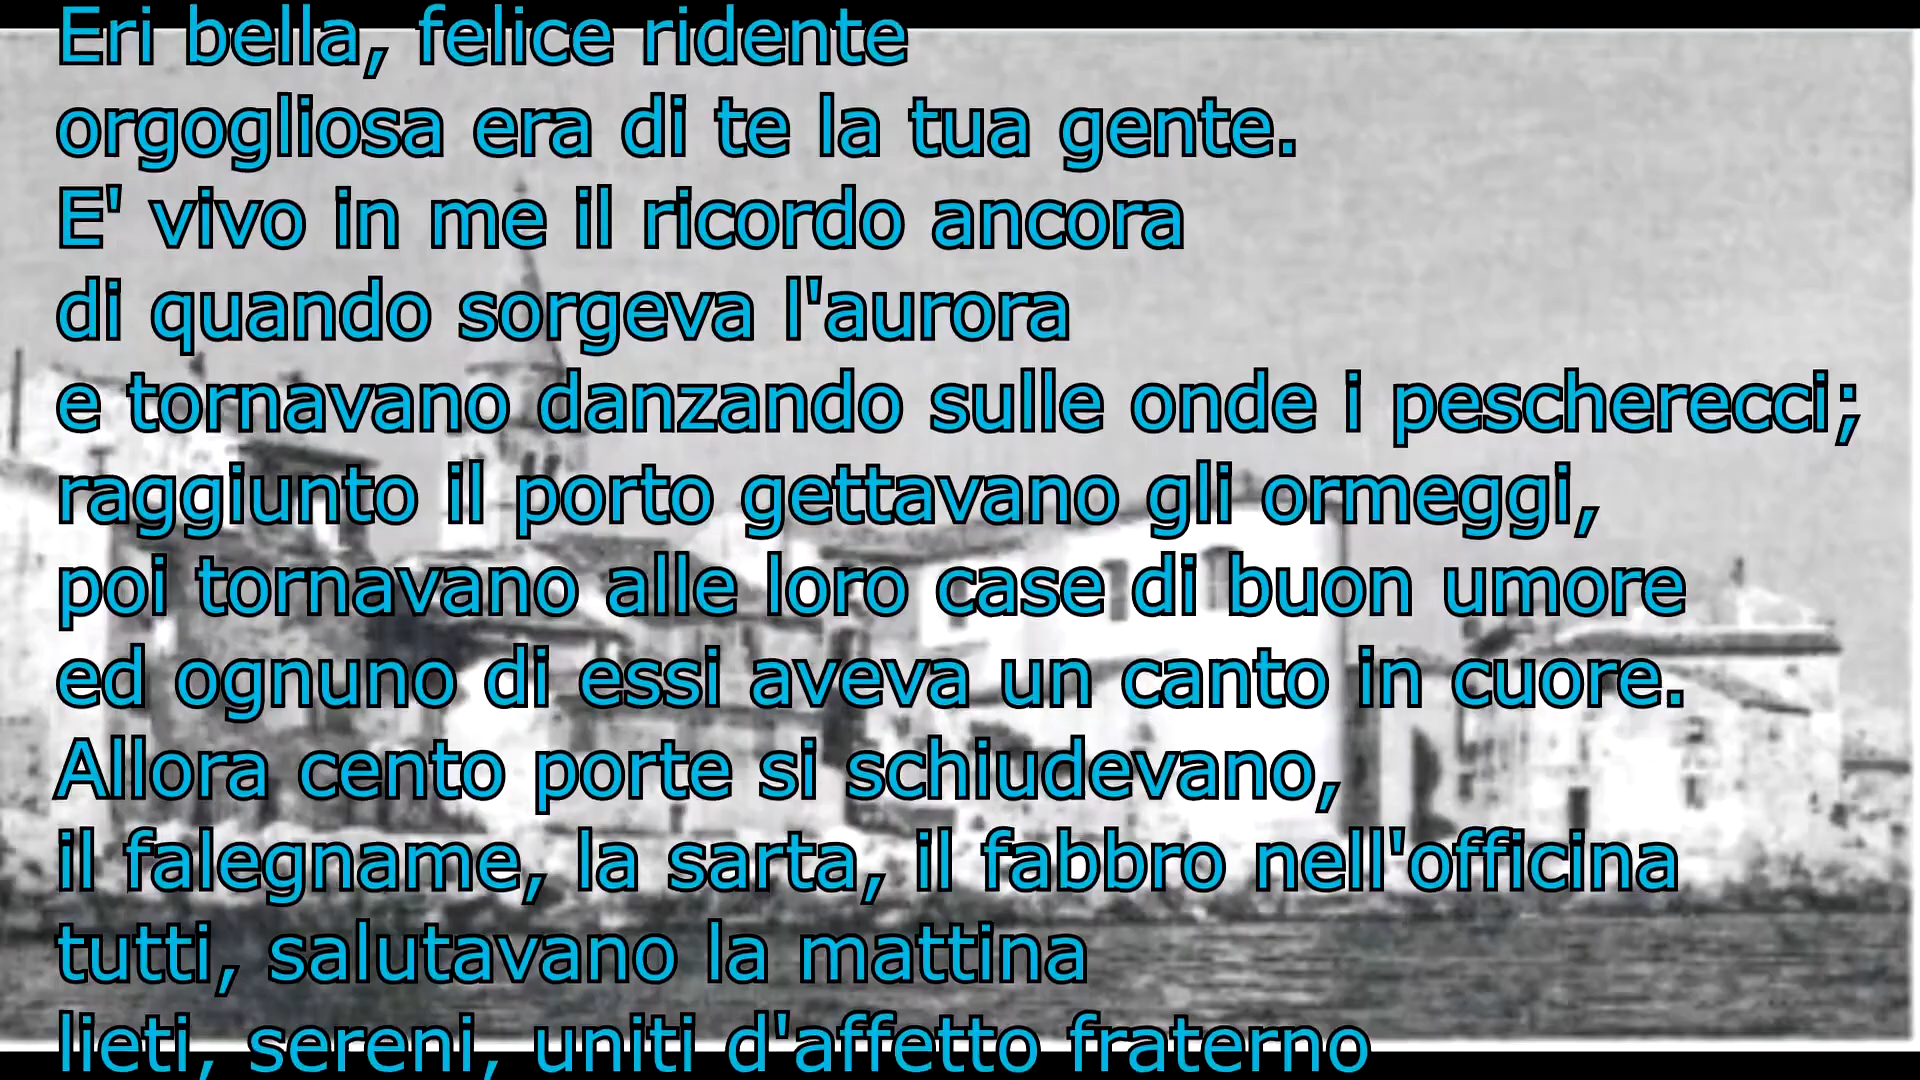 Eri bella, felice ridente
orgogliosa era di te la tua gente.
E' vivo in me il ricordo ancora
di quando sorgeva l'aurora
e tornavano danzando sulle onde i pescherecci;
raggiunto il porto gettavano gli ormeggi,
poi tornavano alle loro case di buon umore
ed ognuno di essi aveva un canto in cuore.
Allora cento porte si schiudevano,
il falegname, la sarta, il fabbro nell'officina
tutti, salutavano la mattina
lieti, sereni, uniti d'affetto fraterno